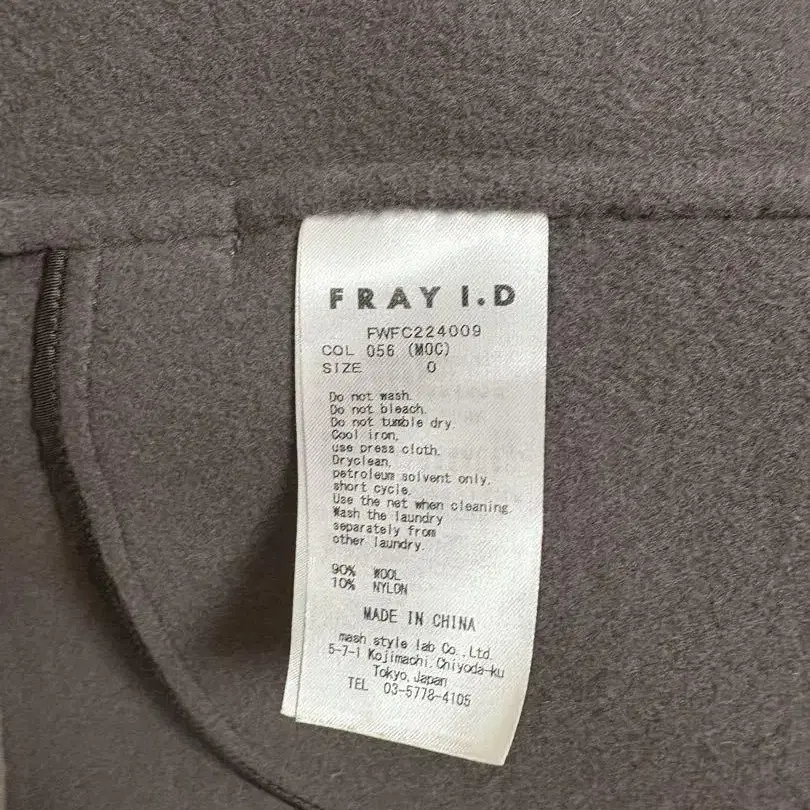 FRAY I.D
FWFC224009
COL 056 (MOC)
SIZE 0
Do not wash.
Do not bleach.
Do not tumble dry
Cool iron,
use press cloth.
Dryclean,
petroleum solvent only,
short cycle.
Use the net when cleaning.
Wash the laundry
separately from
other laundry.
90% WOOL
10% NYLON
MADE IN CHINA
mash style lab Co.,Ltd.
5-7-1 Kojimachi,Chiyoda-ku
Tokyo,Japan
TEL 03-5778-4105